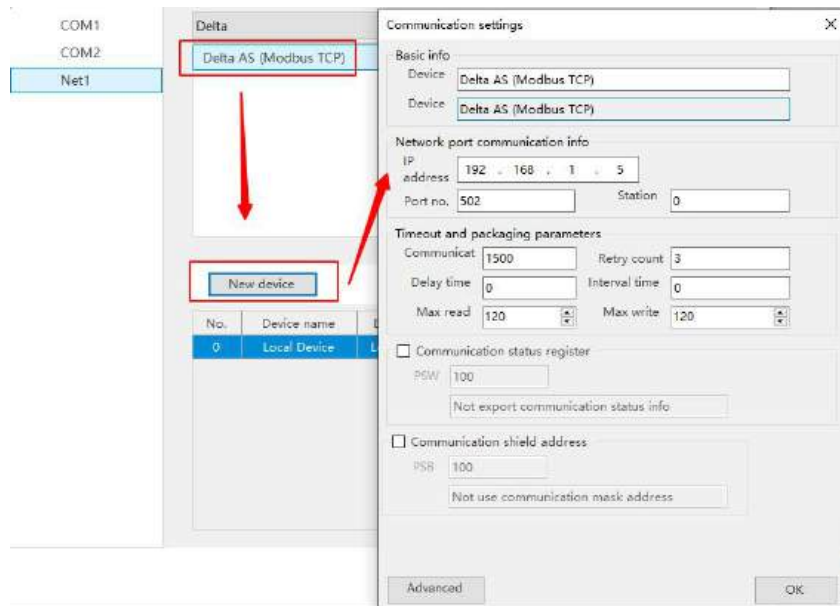 COM1
COM2
Net1
Delta
Delta AS (Modbus TCP)
New device
No. Device name
0 Local Device
Communication settings
Basic info
Device Delta AS (Modbus TCP)
Device Delta AS (Modbus TCP)
Network port communication info
IP address 192 . 168 . 1 . 5
Port no. 502 Station 0
Timeout and packaging parameters
Communicat 1500 Retry count 3
Delay time 0 Interval time 0
Max read 120 Max write 120
Communication status register
PSW 100
Not export communication status info
Communication shield address
PSB 100
Not use communication mask address
Advanced OK